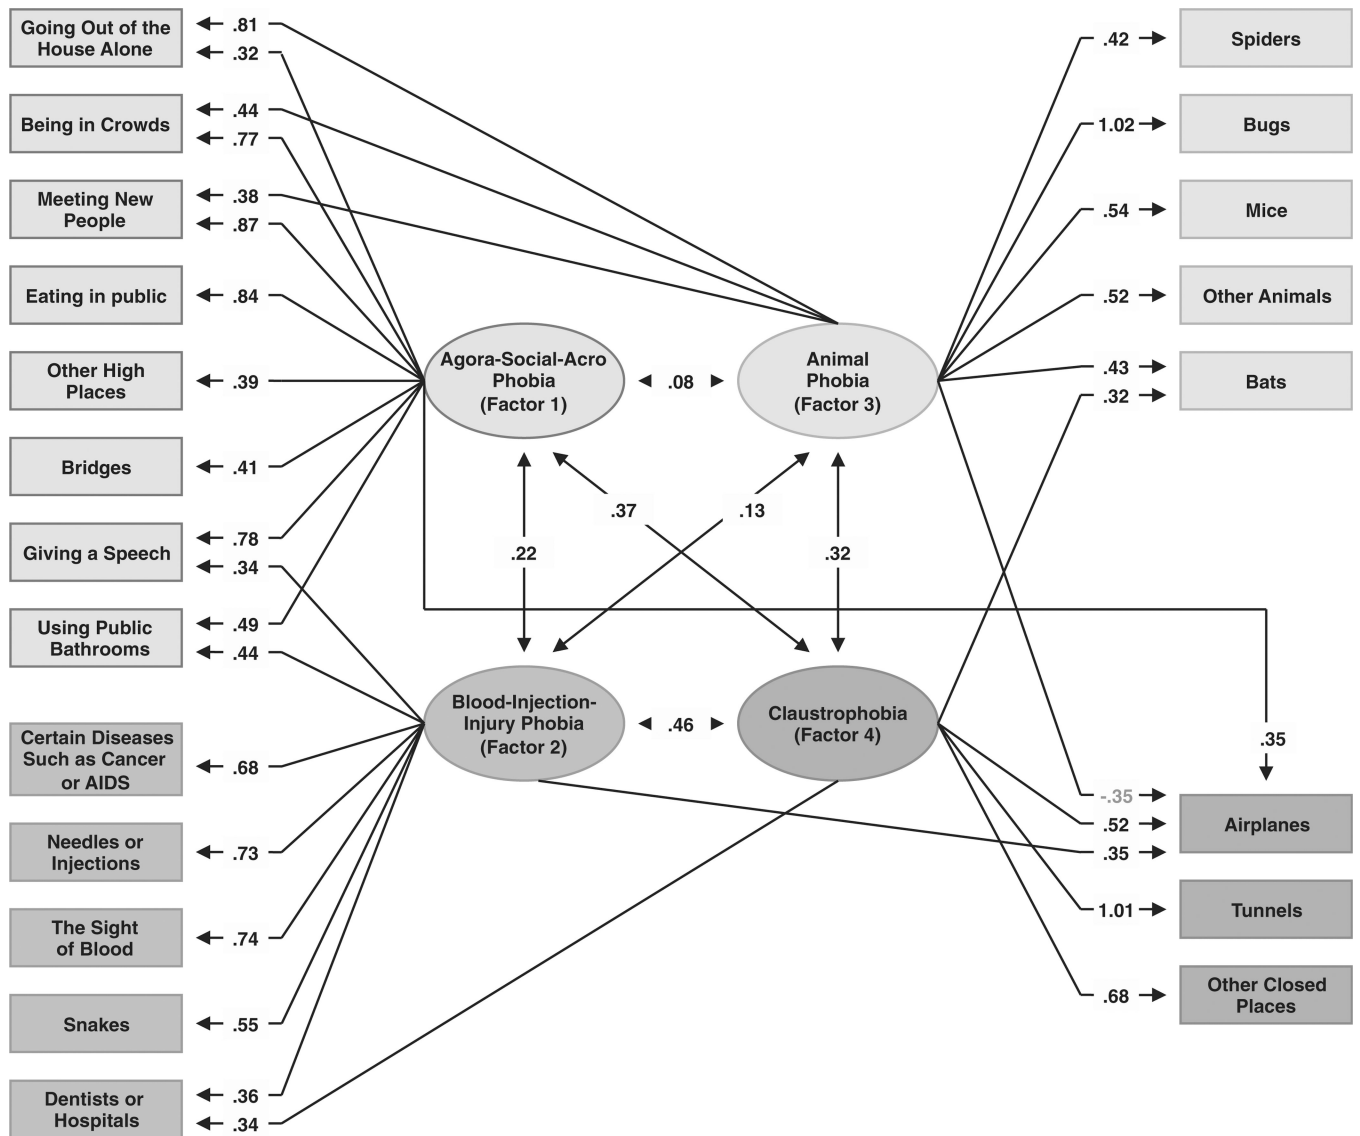 Going Out of the
House Alone
.81
.32
Being in Crowds
.44
.77
Meeting New
People
.38
.87
Eating in public
.84
Other High
Places
.39
Bridges
.41
Giving a Speech
.78
.34
Using Public
Bathrooms
.49
.44
Certain Diseases
Such as Cancer
or AIDS
.68
Needles or
Injections
.73
The Sight
of Blood
.74
Snakes
.55
Dentists or
Hospitals
.36
.34
Agora-Social-Acro
Phobia
(Factor 1)
.08
Animal
Phobia
(Factor 3)
.37
.13
.22
.32
Blood-Injection-
Injury Phobia
(Factor 2)
.46
Claustrophobia
(Factor 4)
.42
Spiders
1.02
Bugs
.54
Mice
.52
Other Animals
.43
.32
Bats
.35
-.35
.52
.35
Airplanes
1.01
Tunnels
.68
Other Closed
Places